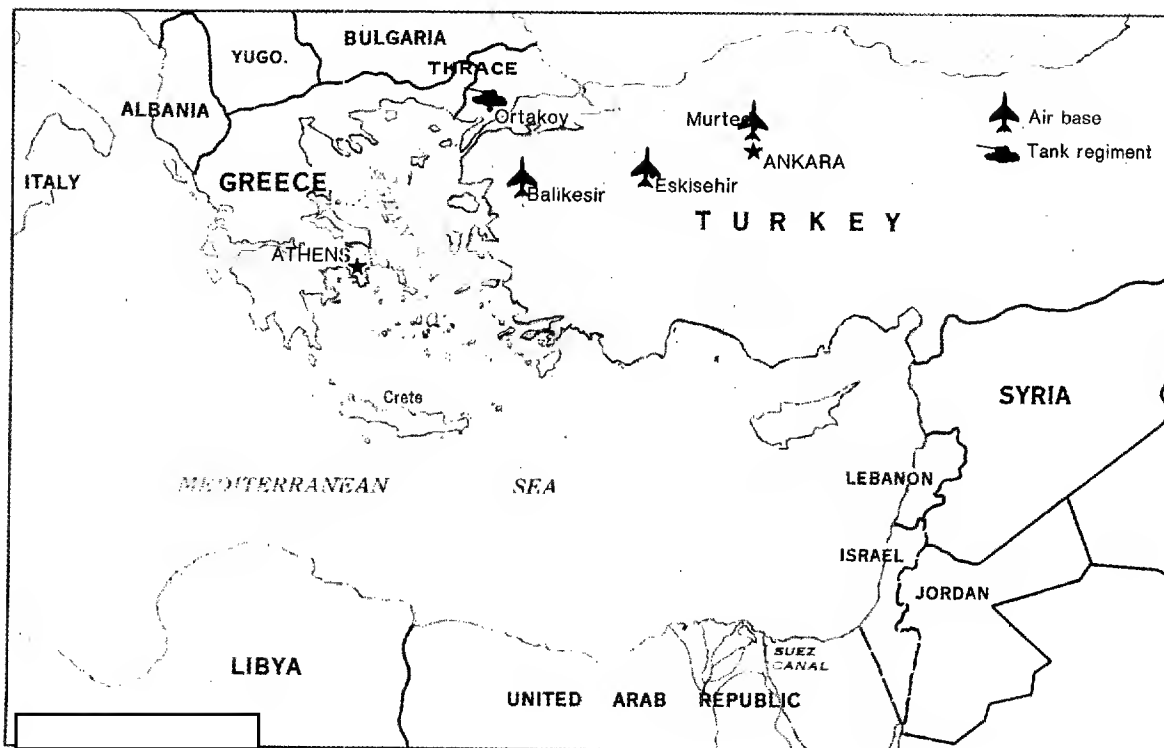 BULGARIA
YUGO.
THRACE
ALBANIA
Ortakoy
Murted
Air base
Tank regiment
ANKARA
ITALY
GREECE
Balikesir
Eskisehir
TURKEY
ATHENS
Crete
SYRIA
MEDITERRANEAN SEA
LEBANON
ISRAEL
JORDAN
SUEZ
CANAL
LIBYA
UNITED ARAB REPUBLIC